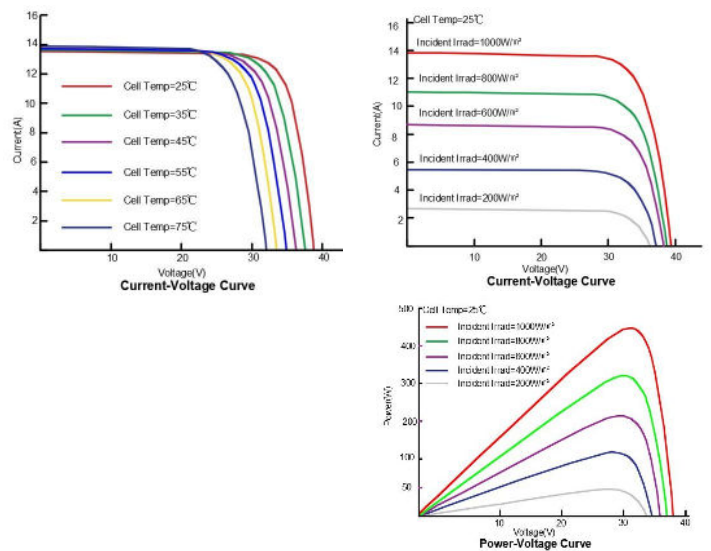 16
14
12
10
8
6
4
2
Current(A)
Cell Temp=25℃
Cell Temp=35℃
Cell Temp=45℃
Cell Temp=55℃
Cell Temp=65℃
Cell Temp=75℃
10
20
30
40
Voltage(V)
Current-Voltage Curve
Cell Temp=25℃
16
14
12
10
8
6
4
2
Current(A)
Incident Irrad=1000W/m²
Incident Irrad=800W/m²
Incident Irrad=600W/m²
Incident Irrad=400W/m²
Incident Irrad=200W/m²
10
20
30
40
Voltage(V)
Current-Voltage Curve
500
400
300
200
100
50
Power(W)
Cell Temp=25℃
Incident Irrad=1000W/m²
Incident Irrad=800W/m²
Incident Irrad=600W/m²
Incident Irrad=400W/m²
Incident Irrad=200W/m²
10
20
30
40
Voltage(V)
Power-Voltage Curve